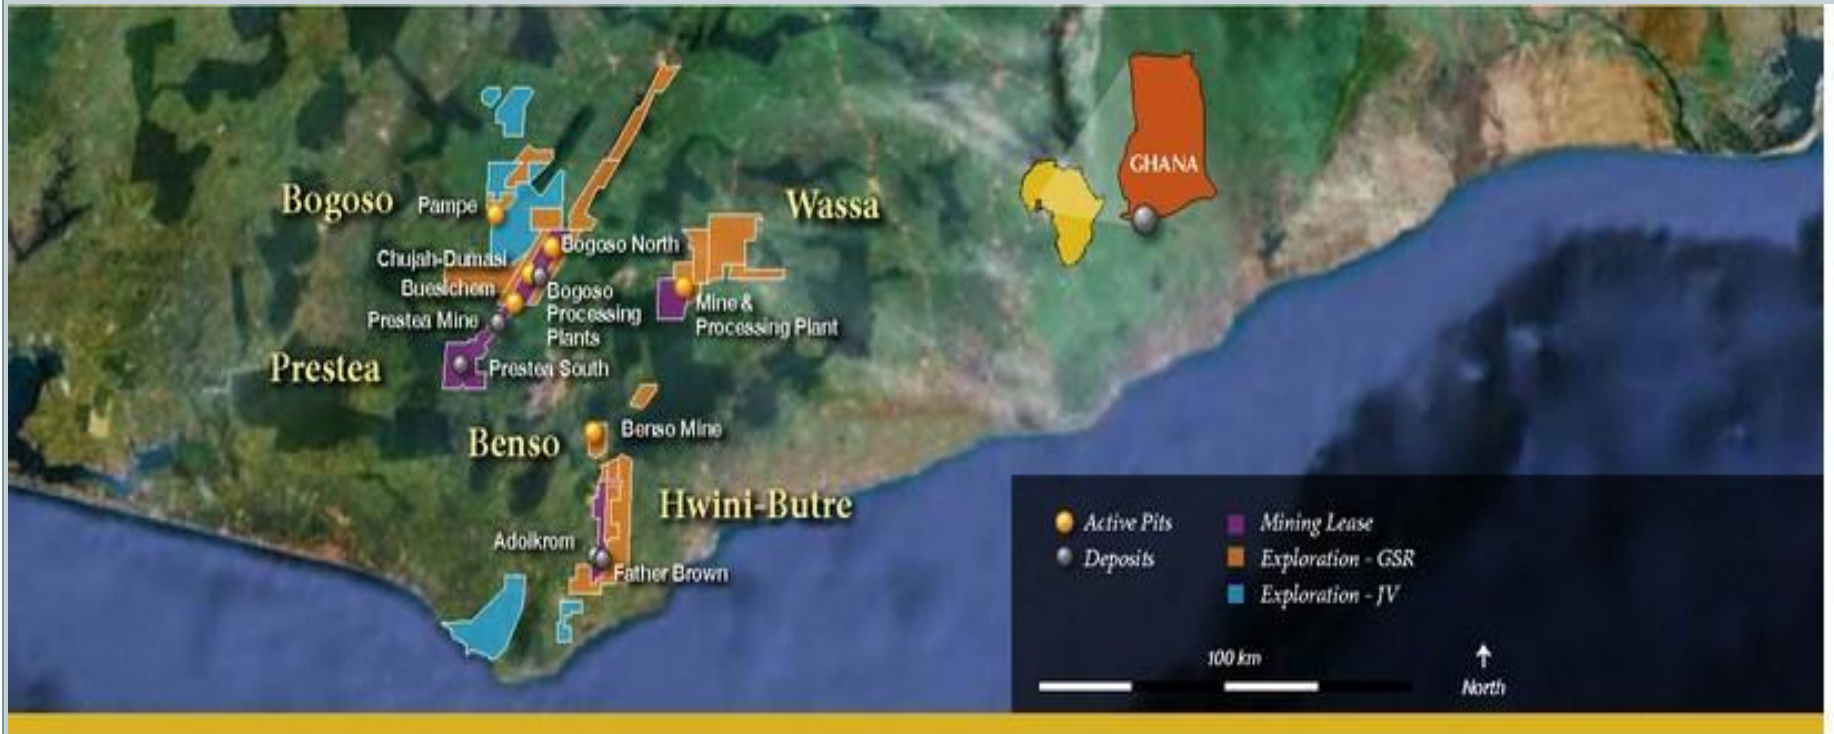 GHANA
Bogoso
Pampe
Wassa
Bogoso North
Chujah-Dumasi
Buesichem
Bogoso
Processing
Plants
Mine &
Processing Plant
Prestea Mine
Prestea
Prestea South
Benso
Benso Mine
Hwini-Butre
Adoikrom
Father Brown
Active Pits
Deposits
Mining Lease
Exploration - GSR
Exploration - JV
100 km
North